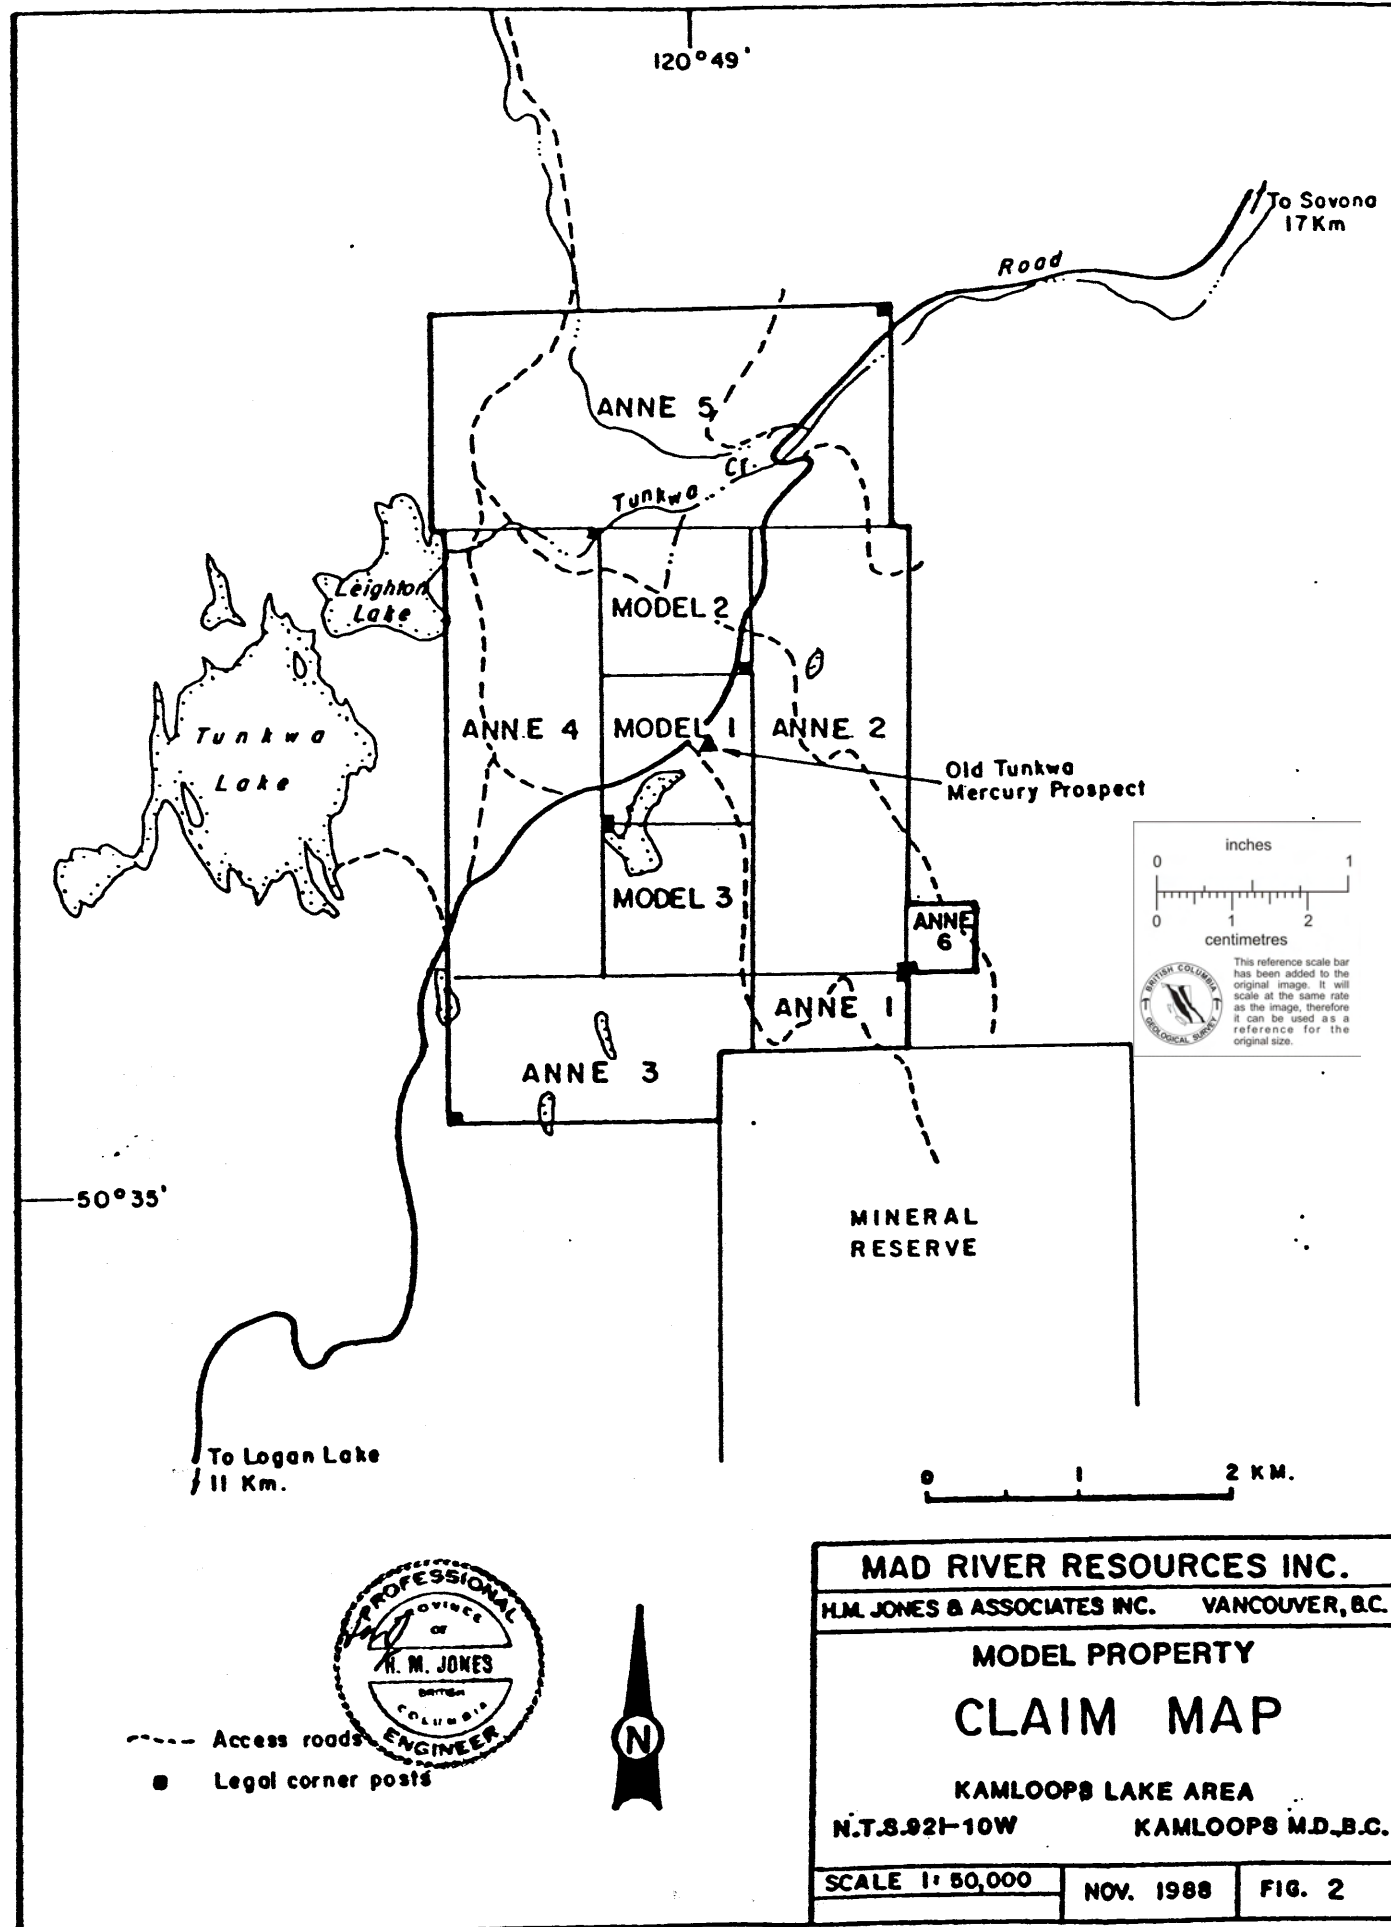 120°49'
To Savona
17 Km
Road
ANNE 5
Cr.
Tunkwa
Leighton
Lake
MODEL 2
Tunkwa
Lake
ANNE 4
MODEL 1
ANNE 2
Old Tunkwa
Mercury Prospect
inches
0 1
0 1 2
centimetres
This reference scale bar
has been added to the
original image. It will
scale at the same rate
as the image, therefore
it can be used as a
reference for the
original size.
BRITISH COLUMBIA
GEOLOGICAL SURVEY
MODEL 3
ANNE
6
ANNE 1
ANNE 3
50°35'
MINERAL
RESERVE
To Logan Lake
11 Km.
0 1 2 KM.
PROFESSIONAL
PROVINCE
OF
H. M. JONES
BRITISH
COLUMBIA
ENGINEER
N
Access roads
Legal corner posts
MAD RIVER RESOURCES INC.
H.M. JONES & ASSOCIATES INC. VANCOUVER, B.C.
MODEL PROPERTY
CLAIM MAP
KAMLOOPS LAKE AREA
N.T.S. 92I-10W KAMLOOPS M.D., B.C.
SCALE 1: 50,000
NOV. 1988
FIG. 2